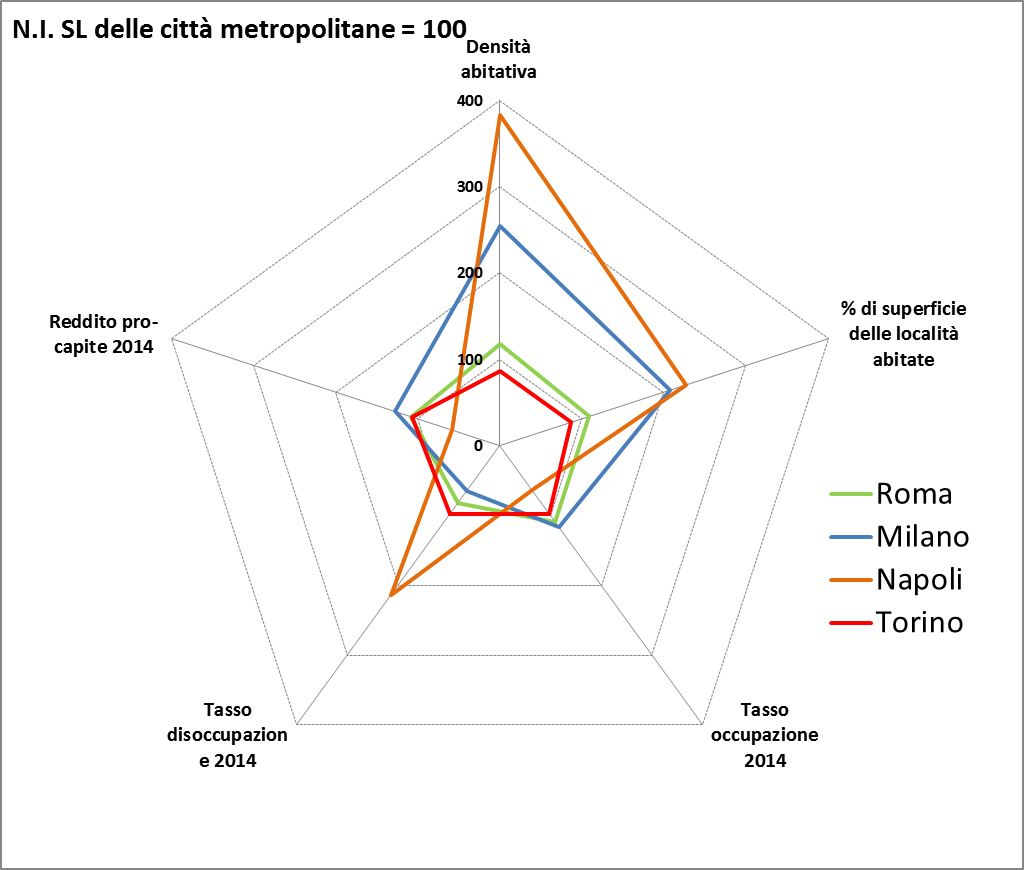 N.I. SL delle città metropolitane = 100
Densità
abitativa
400
300
200
100
0
% di superficie
delle località
abitate
Reddito pro-
capite 2014
Roma
Milano
Napoli
Torino
Tasso
disoccupazion
e 2014
Tasso
occupazione
2014